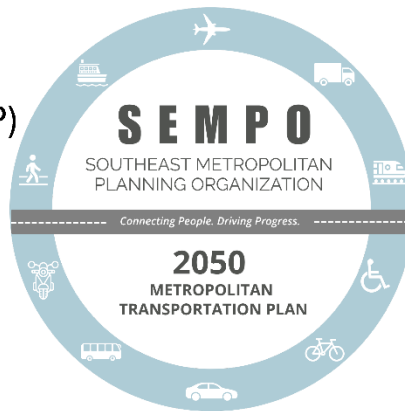 P)
SEMPO
SOUTHEAST METROPOLITAN
PLANNING ORGANIZATION
Connecting People. Driving Progress.
2050
METROPOLITAN
TRANSPORTATION PLAN